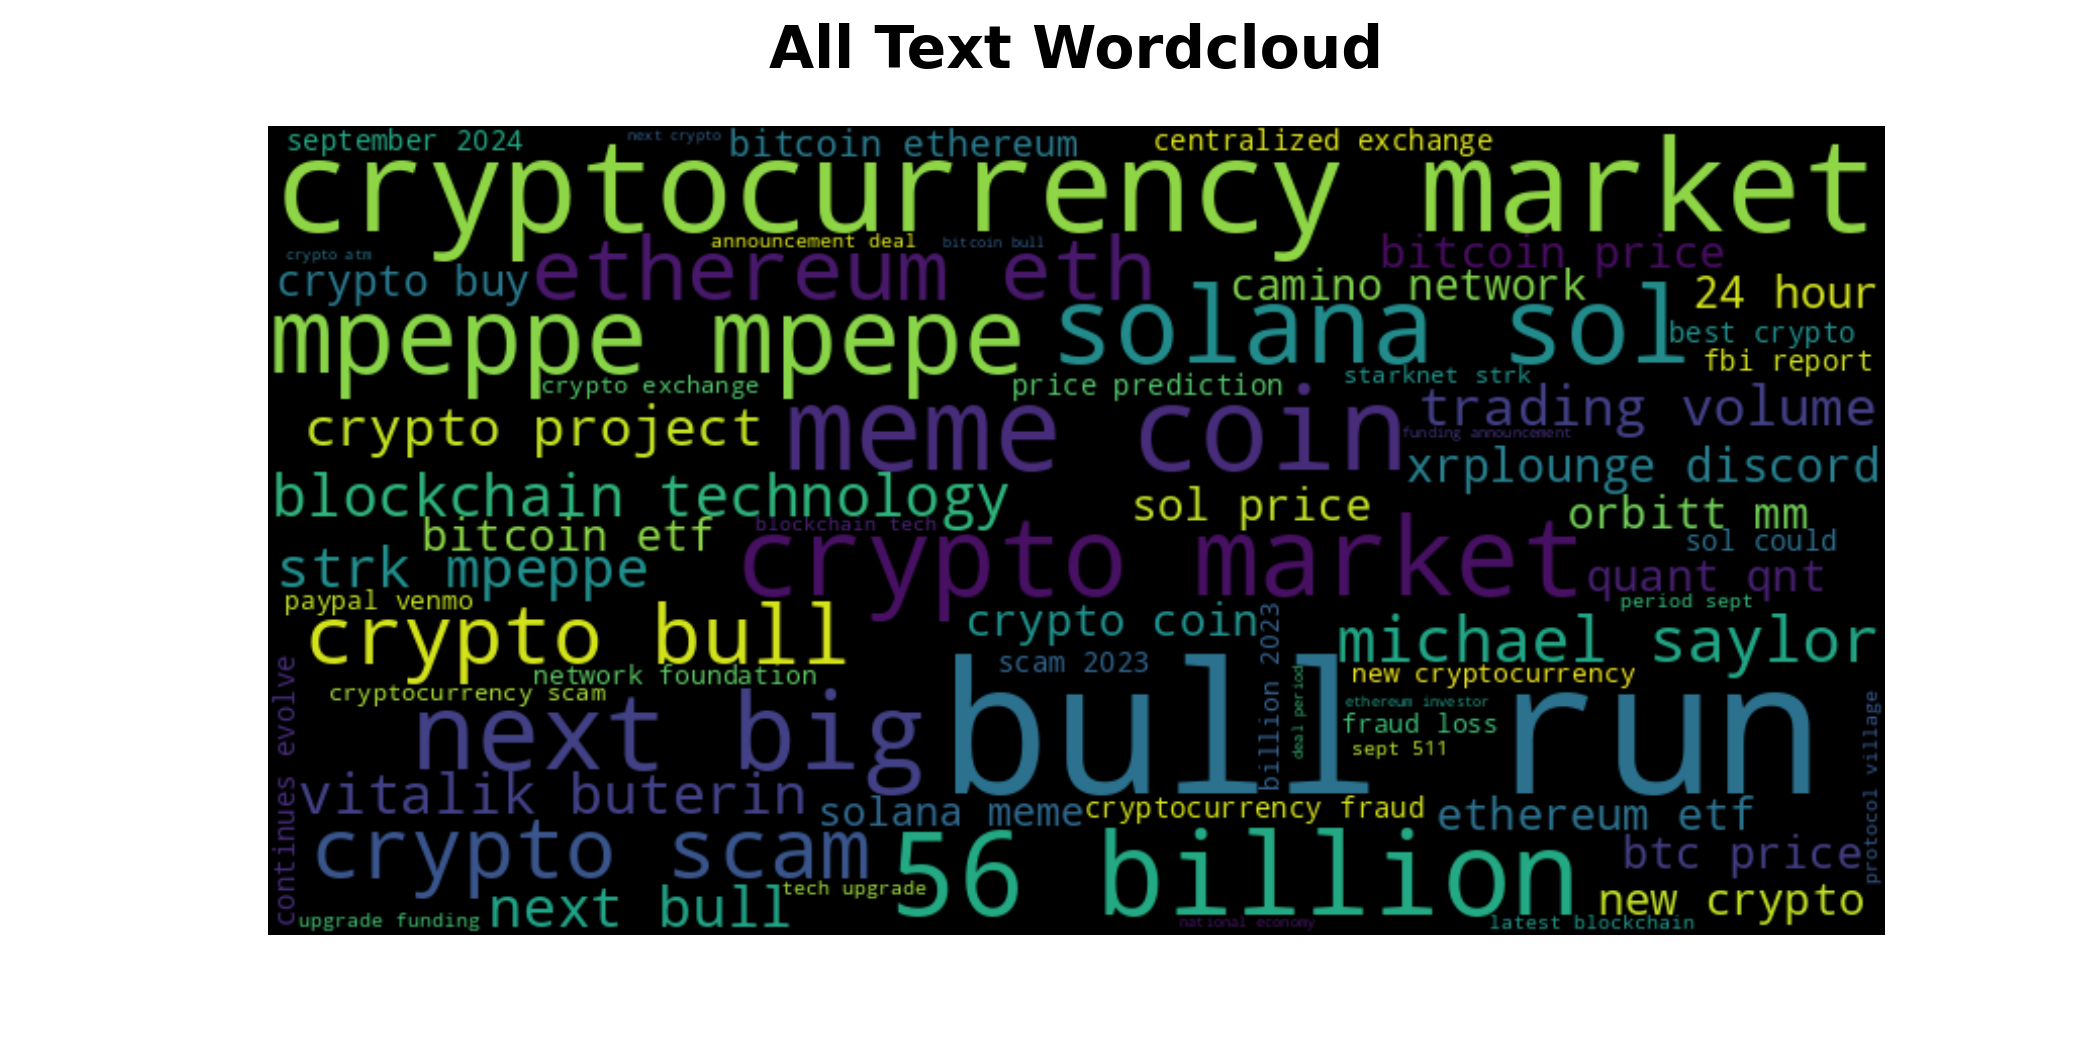 All Text Wordcloud
september 2024
next crypto
bitcoin ethereum
centralized exchange
cryptocurrency market
announcement deal
bitcoin bull
crypto atm
crypto buy
ethereum eth
bitcoin price
camino network
24 hour
mpeppe mpepe
solana sol
best crypto
fbi report
crypto exchange
price prediction
starknet strk
crypto project
meme coin
trading volume
funding announcement
xrplounge discord
blockchain technology
sol price
orbitt mm
bitcoin etf
blockchain tech
crypto market
sol could
strk mpeppe
quant qnt
paypal venmo
period sept
crypto bull
crypto coin
billion 2023
michael saylor
scam 2023
network foundation
new cryptocurrency
cryptocurrency scam
continues evolve
next big
bull run
deal period
ethereum investor
fraud loss
sept 511
protocol village
vitalik buterin
solana meme
cryptocurrency fraud
ethereum etf
crypto scam
56 billion
btc price
next bull
tech upgrade
new crypto
upgrade funding
national economy
latest blockchain